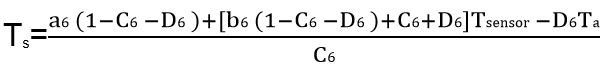 Tₛ=
a₆ (1−C₆ −D₆ )+[b₆ (1−C₆ −D₆ )+C₆+D₆]Tsensor −D₆Tₐ
C₆